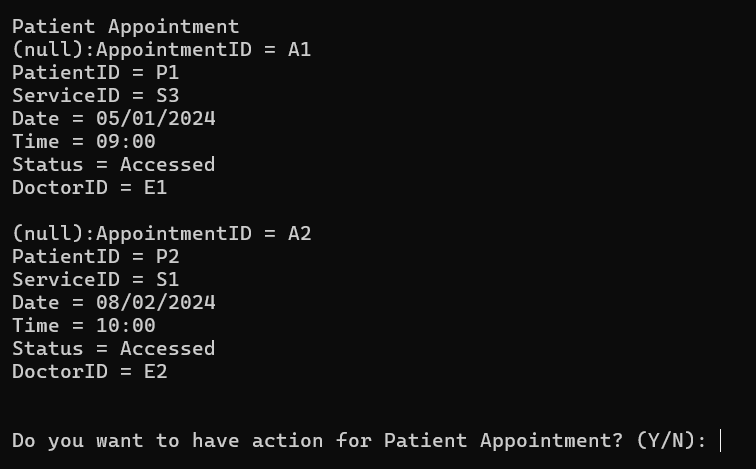 Patient Appointment
(null):AppointmentID = A1
PatientID = P1
ServiceID = S3
Date = 05/01/2024
Time = 09:00
Status = Accessed
DoctorID = E1
(null):AppointmentID = A2
PatientID = P2
ServiceID = S1
Date = 08/02/2024
Time = 10:00
Status = Accessed
DoctorID = E2
Do you want to have action for Patient Appointment? (Y/N):